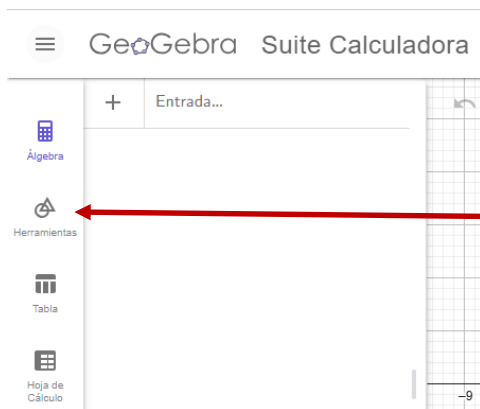 GeoGebra Suite Calculadora
+ Entrada...
Álgebra
Herramientas
Tabla
Hoja de
Cálculo
–9